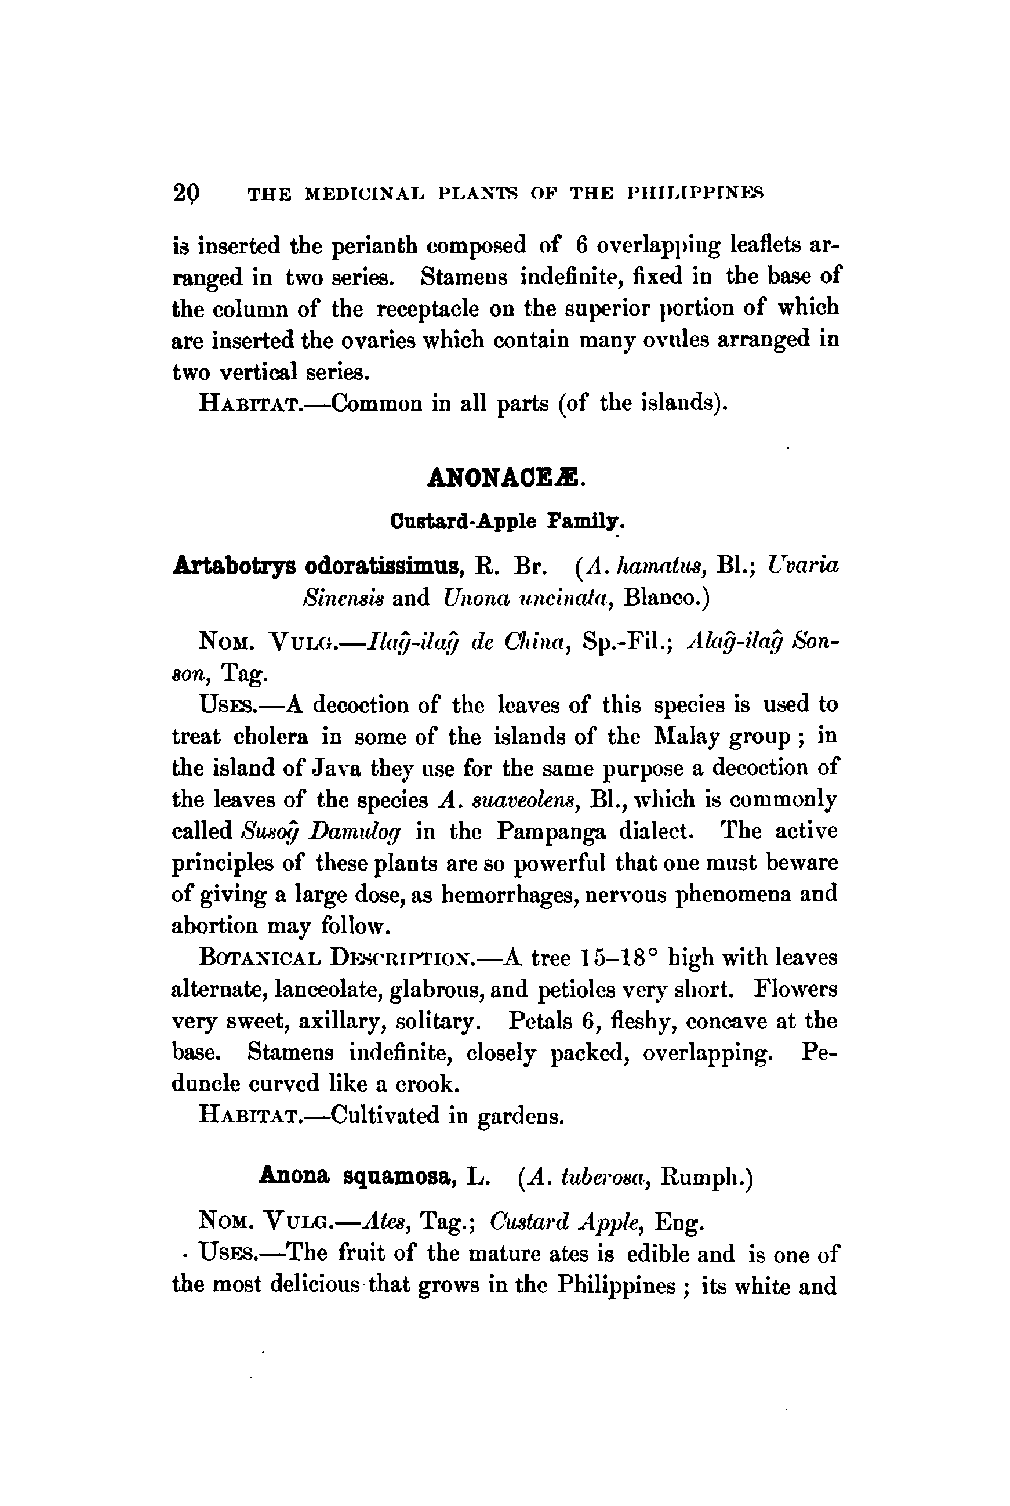 20 THE MEDICINAL PLANTS OF THE PHILIPPINES
is inserted the perianth composed of 6 overlapping leaflets ar-
ranged in two series. Stamens indefinite, fixed in the base of
the column of the receptacle on the superior portion of which
are inserted the ovaries which contain many ovules arranged in
two vertical series.
HABITAT.—Common in all parts (of the islands).
ANONACEÆ.
Custard-Apple Family.
Artabotrys odoratissimus, R. Br. (A. hamatus, Bl.; Uvaria
Sinensis and Unona uncinata, Blanco.)
NOM. VULG.—Ilag̃-ilag̃ de China, Sp.-Fil.; Alag̃-ilag̃ Son-
son, Tag.
USES.—A decoction of the leaves of this species is used to
treat cholera in some of the islands of the Malay group; in
the island of Java they use for the same purpose a decoction of
the leaves of the species A. suaveolens, Bl., which is commonly
called Susog̃ Damulog in the Pampanga dialect. The active
principles of these plants are so powerful that one must beware
of giving a large dose, as hemorrhages, nervous phenomena and
abortion may follow.
BOTANICAL DESCRIPTION.—A tree 15–18° high with leaves
alternate, lanceolate, glabrous, and petioles very short. Flowers
very sweet, axillary, solitary. Petals 6, fleshy, concave at the
base. Stamens indefinite, closely packed, overlapping. Pe-
duncle curved like a crook.
HABITAT.—Cultivated in gardens.
Anona squamosa, L. (A. tuberosa, Rumph.)
NOM. VULG.—Ates, Tag.; Custard Apple, Eng.
USES.—The fruit of the mature ates is edible and is one of
the most delicious that grows in the Philippines; its white and